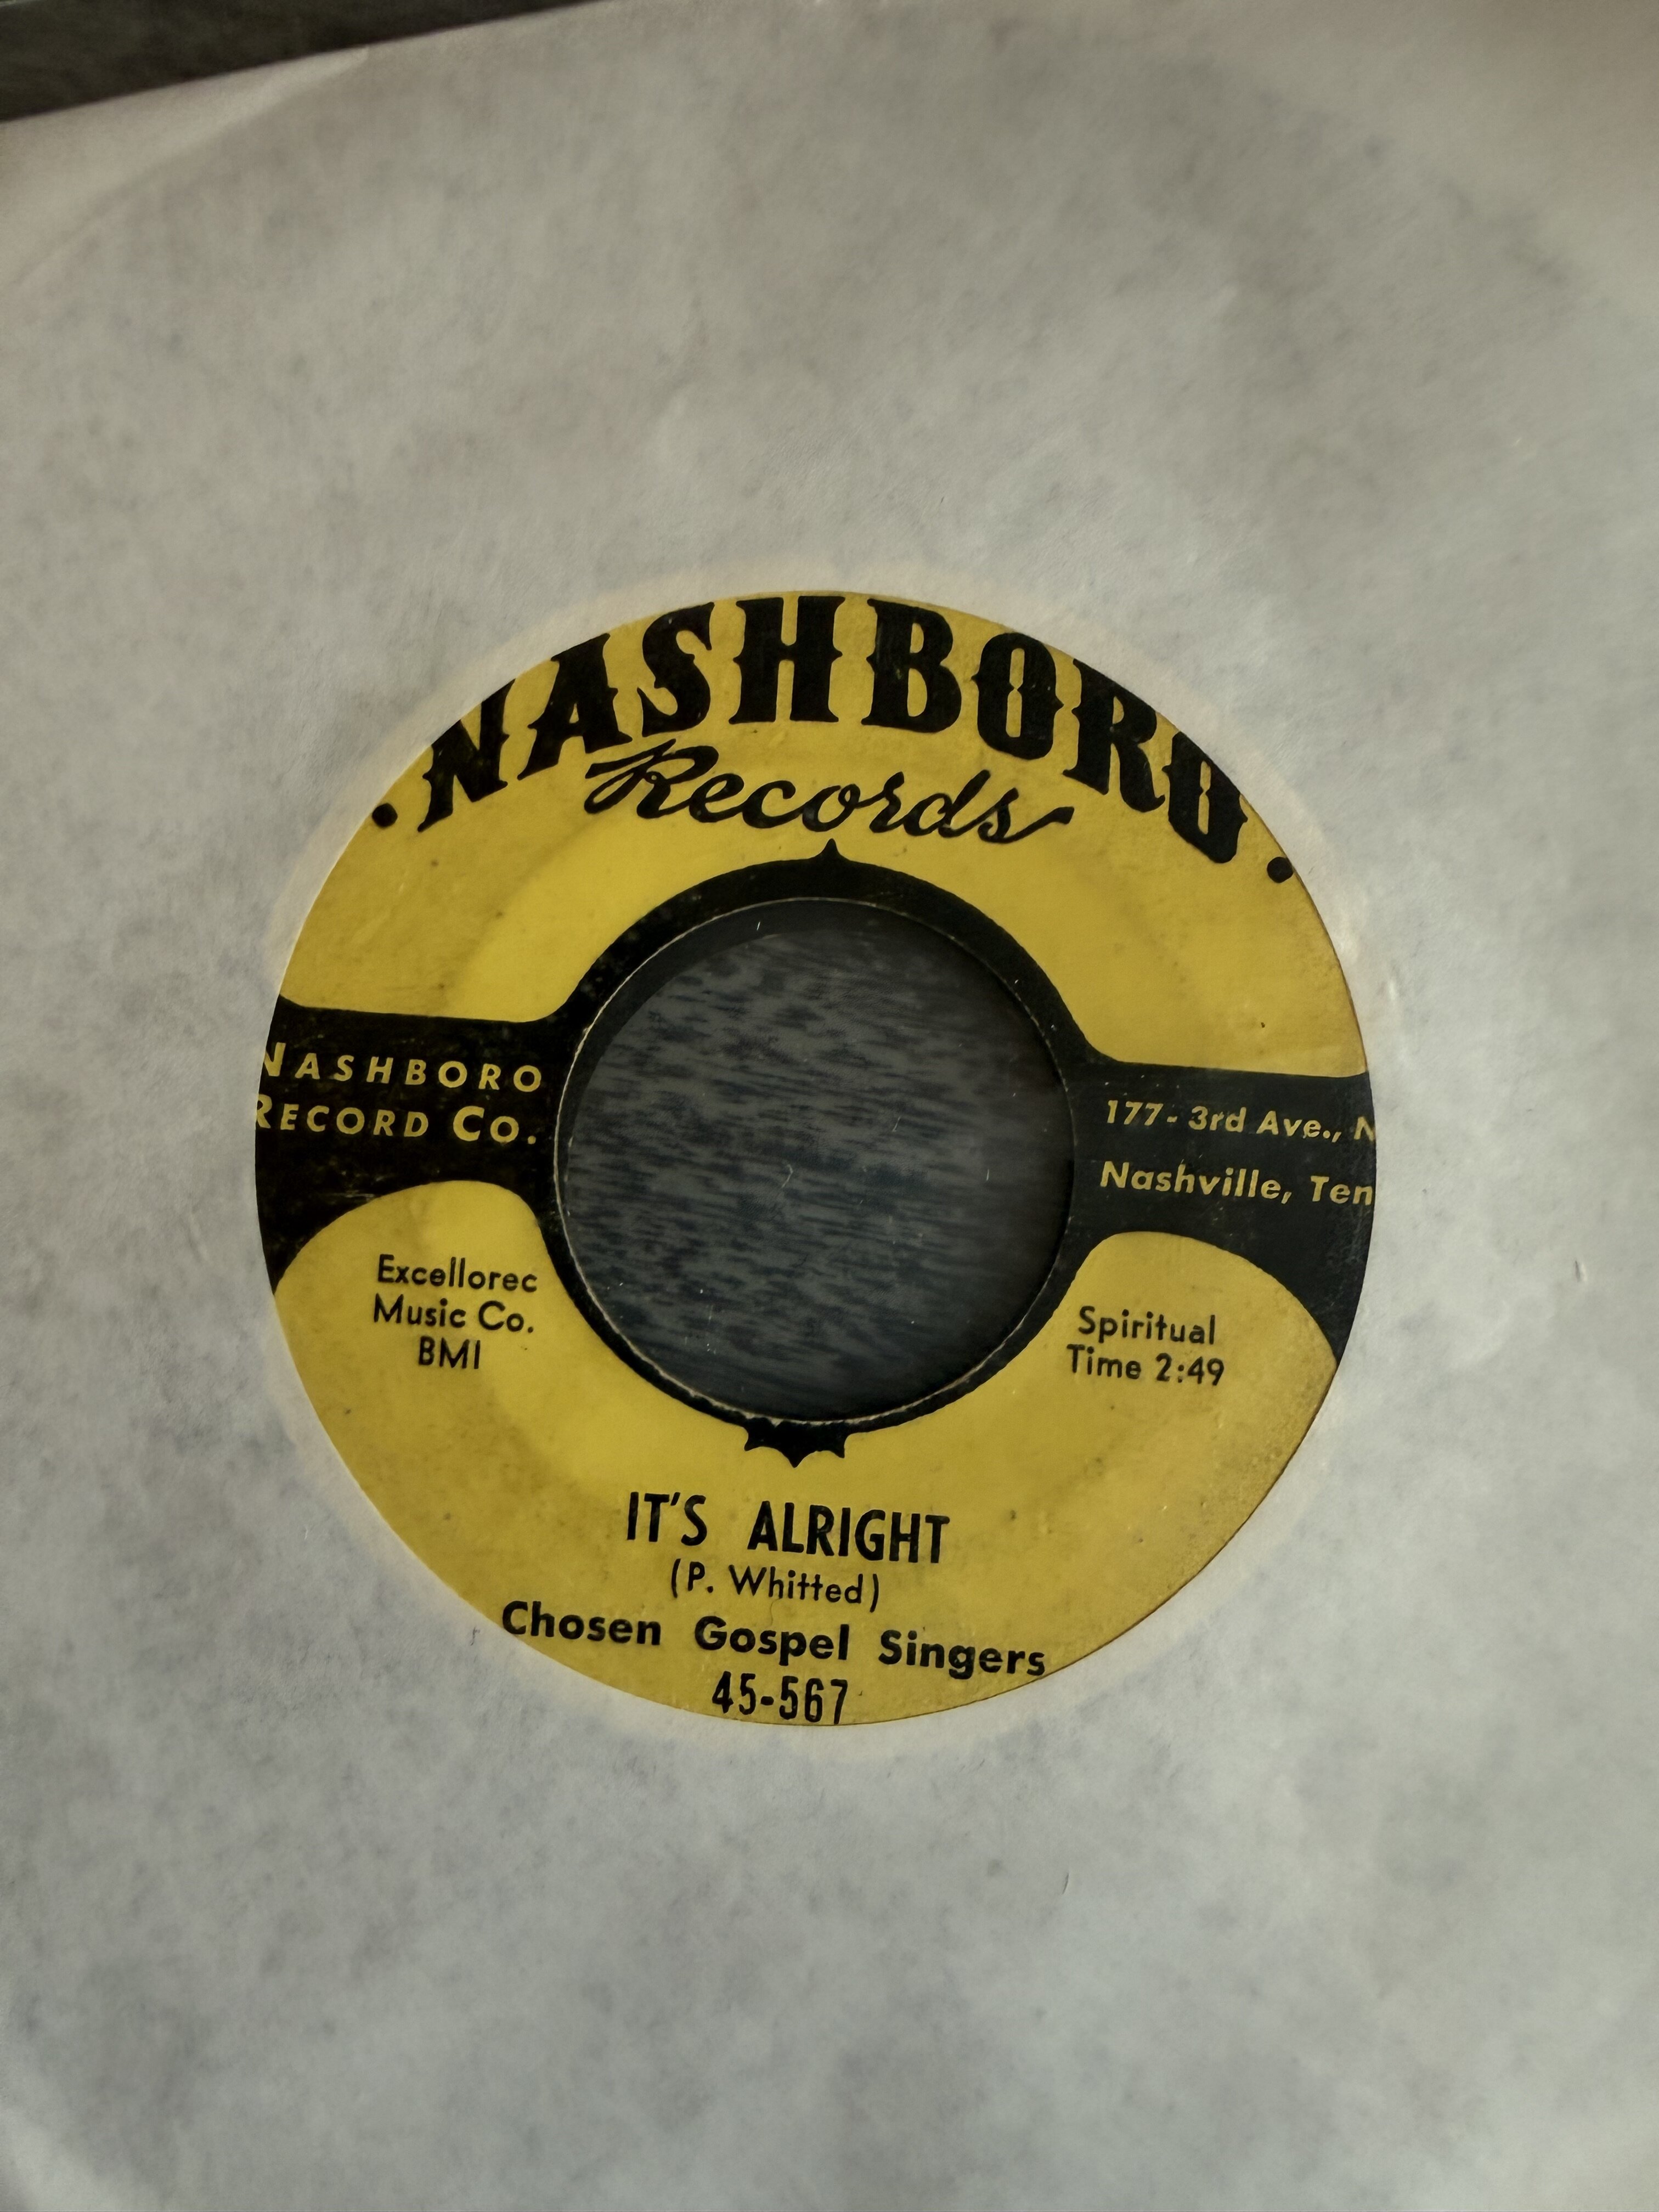 • NASHBORO •
Records
NASHBORO
RECORD CO.
177- 3rd Ave., N
Nashville, Ten
Excellorec
Music Co.
BMI
Spiritual
Time 2:49
IT'S ALRIGHT
(P. Whitted)
Chosen Gospel Singers
45-567